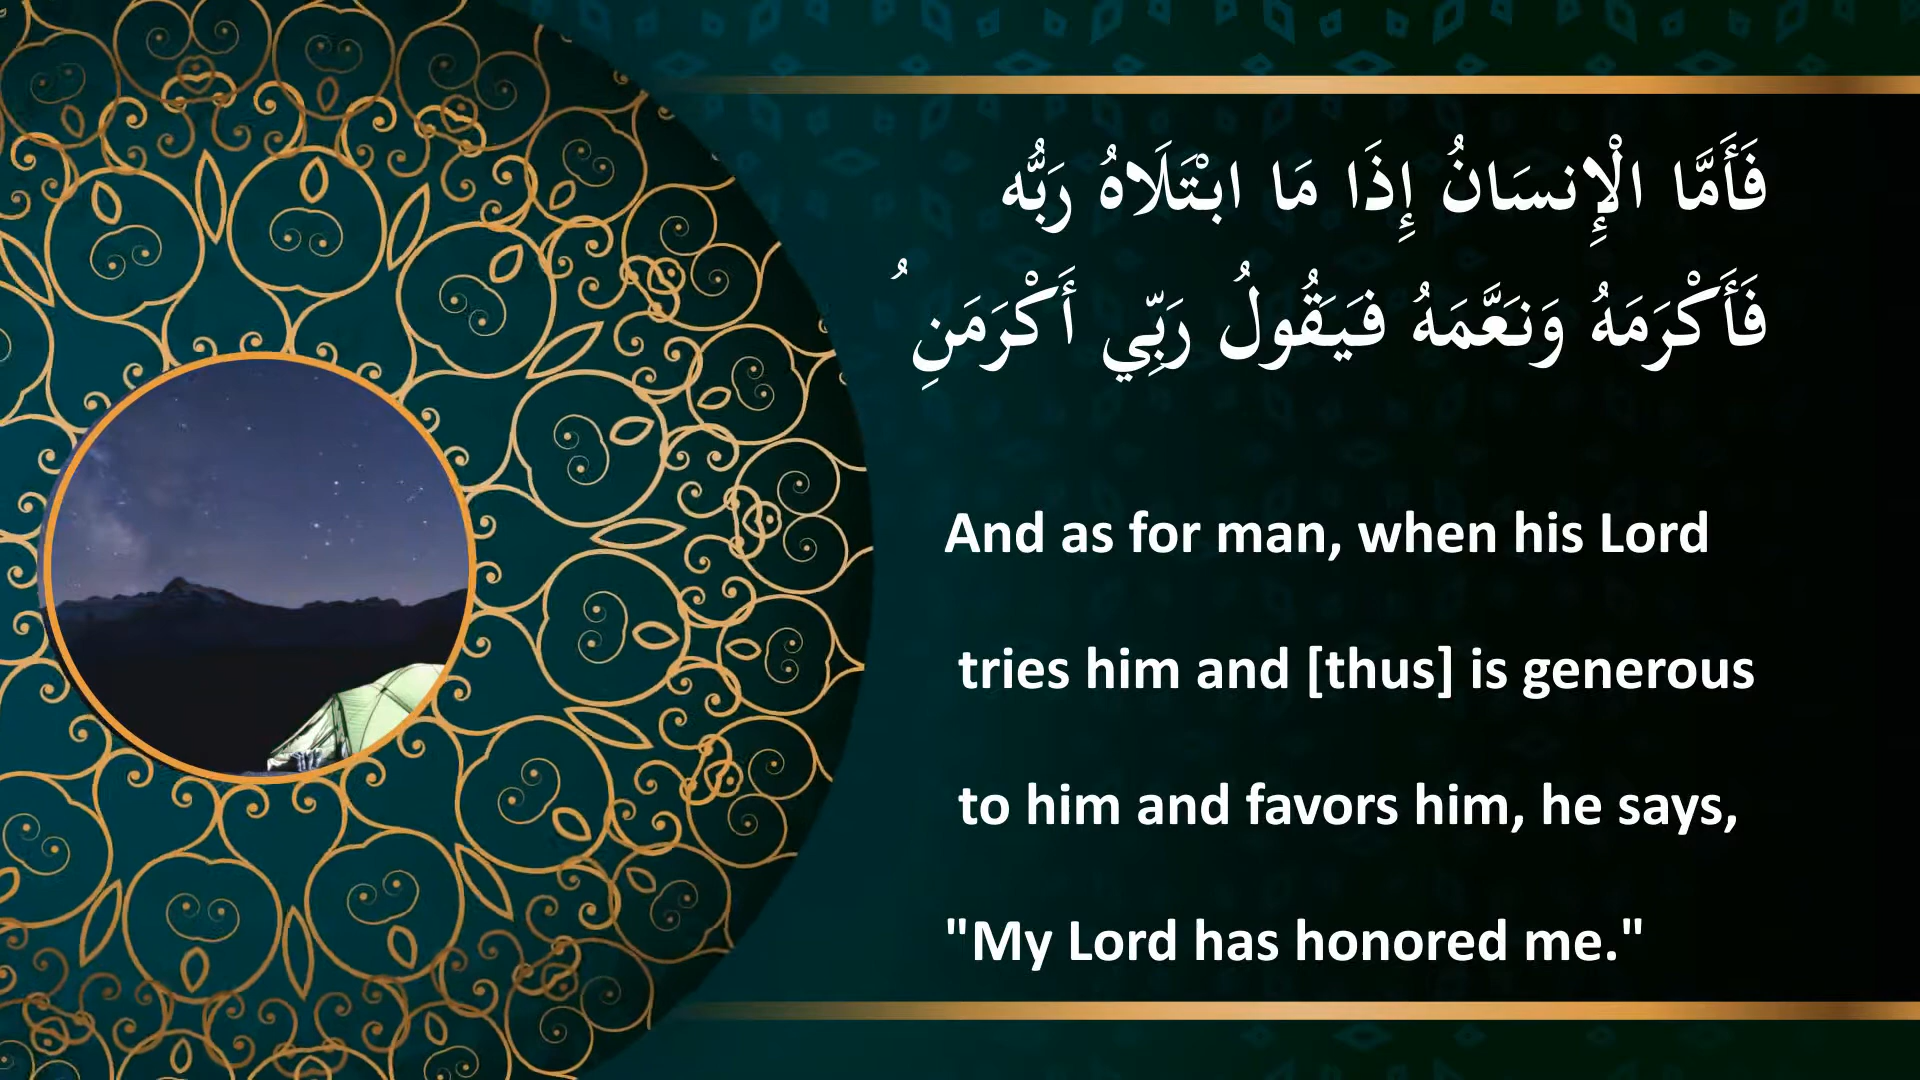 فَأَمَّا الْإِنسَانُ إِذَا مَا ابْتَلَاهُ رَبُّه
فَأَكْرَمَهُ وَنَعَّمَهُ فَيَقُولُ رَبِّي أَكْرَمَنِ ُ
And as for man, when his Lord
tries him and [thus] is generous
to him and favors him, he says,
"My Lord has honored me."